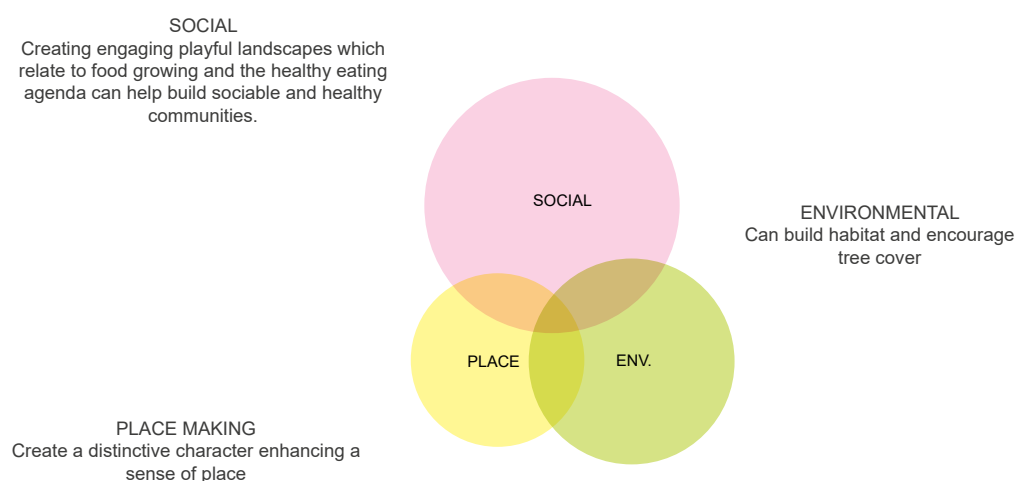 SOCIAL
Creating engaging playful landscapes which
relate to food growing and the healthy eating
agenda can help build sociable and healthy
communities.
SOCIAL
ENVIRONMENTAL
Can build habitat and encourage
tree cover
PLACE
ENV.
PLACE MAKING
Create a distinctive character enhancing a
sense of place